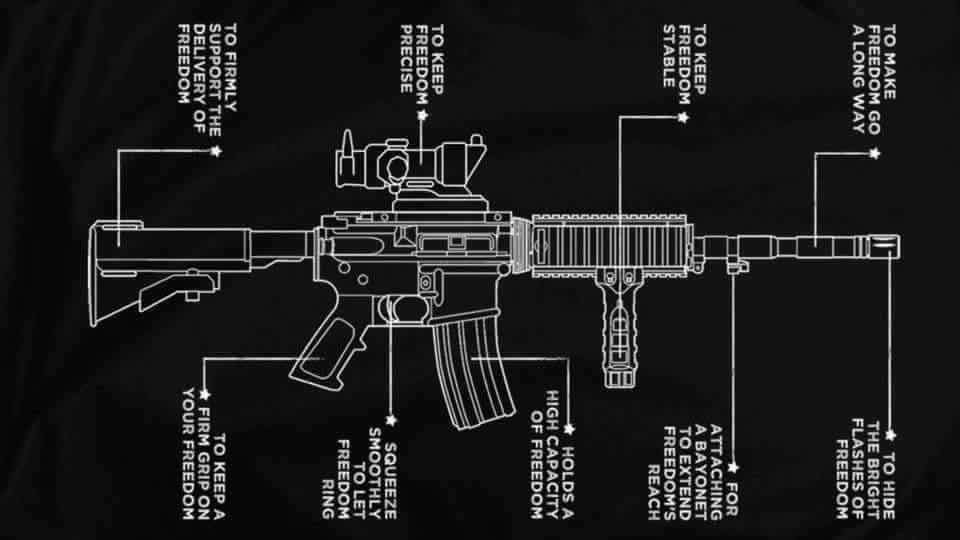 TO MAKE
FREEDOM GO
A LONG WAY
TO HIDE
THE BRIGHT
FLASHES OF
FREEDOM
TO KEEP
FREEDOM
STABLE
FOR
ATTACHING
A BAYONET
TO EXTEND
FREEDOM'S
REACH
HOLDS A
HIGH CAPACITY
OF FREEDOM
TO KEEP
FREEDOM
PRECISE
SQUEEZE
SMOOTHLY
TO LET
FREEDOM
RING
TO FIRMLY
SUPPORT THE
DELIVERY OF
FREEDOM
TO KEEP A
FIRM GRIP ON
YOUR FREEDOM